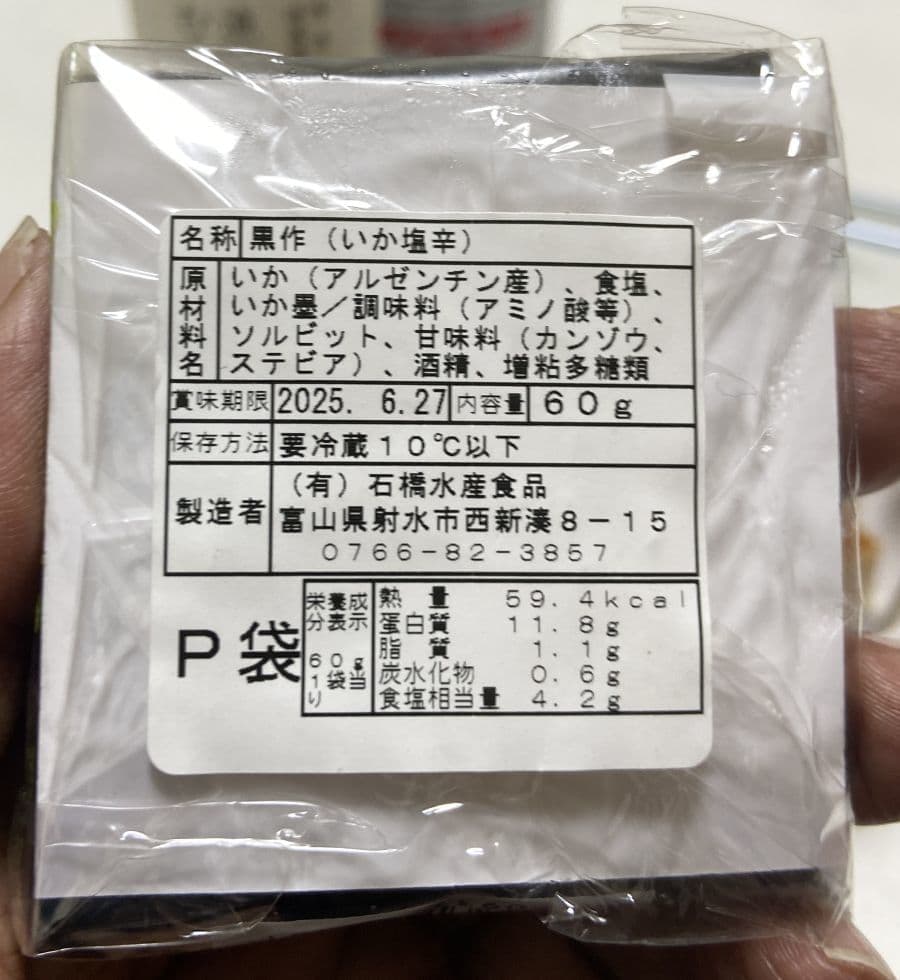 名称 黒作（いか塩辛）
原材料名 いか（アルゼンチン産）、食塩、
いか墨／調味料（アミノ酸等）、
ソルビット、甘味料（カンゾウ、
ステビア）、酒精、増粘多糖類
賞味期限 2025. 6.27 内容量 60g
保存方法 要冷蔵10℃以下
製造者 （有）石橋水産食品
富山県射水市西新湊8-15
0766-82-3857
P袋
栄養成分表示 60g1袋当り
熱量 59.4kcal
蛋白質 11.8g
脂質 1.1g
炭水化物 0.6g
食塩相当量 4.2g